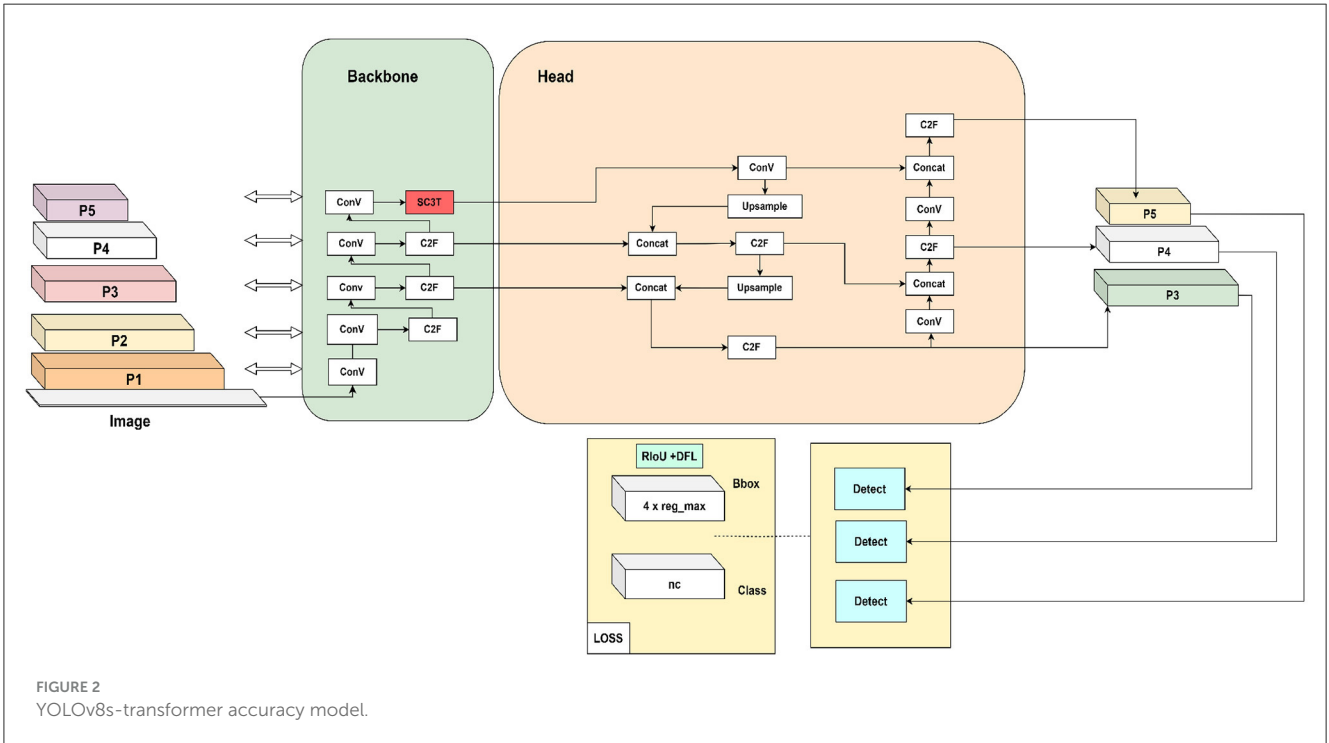 Backbone
Head
C2F
ConV
Concat
P5
ConV
SC3T
Upsample
ConV
P5
P4
ConV
C2F
Concat
C2F
C2F
P4
P3
Conv
C2F
Concat
Upsample
Concat
P3
P2
ConV
C2F
ConV
C2F
P1
ConV
Image
RIoU +DFL
Bbox
4 x reg_max
Detect
Detect
nc
Class
Detect
LOSS
FIGURE 2
YOLOv8s-transformer accuracy model.